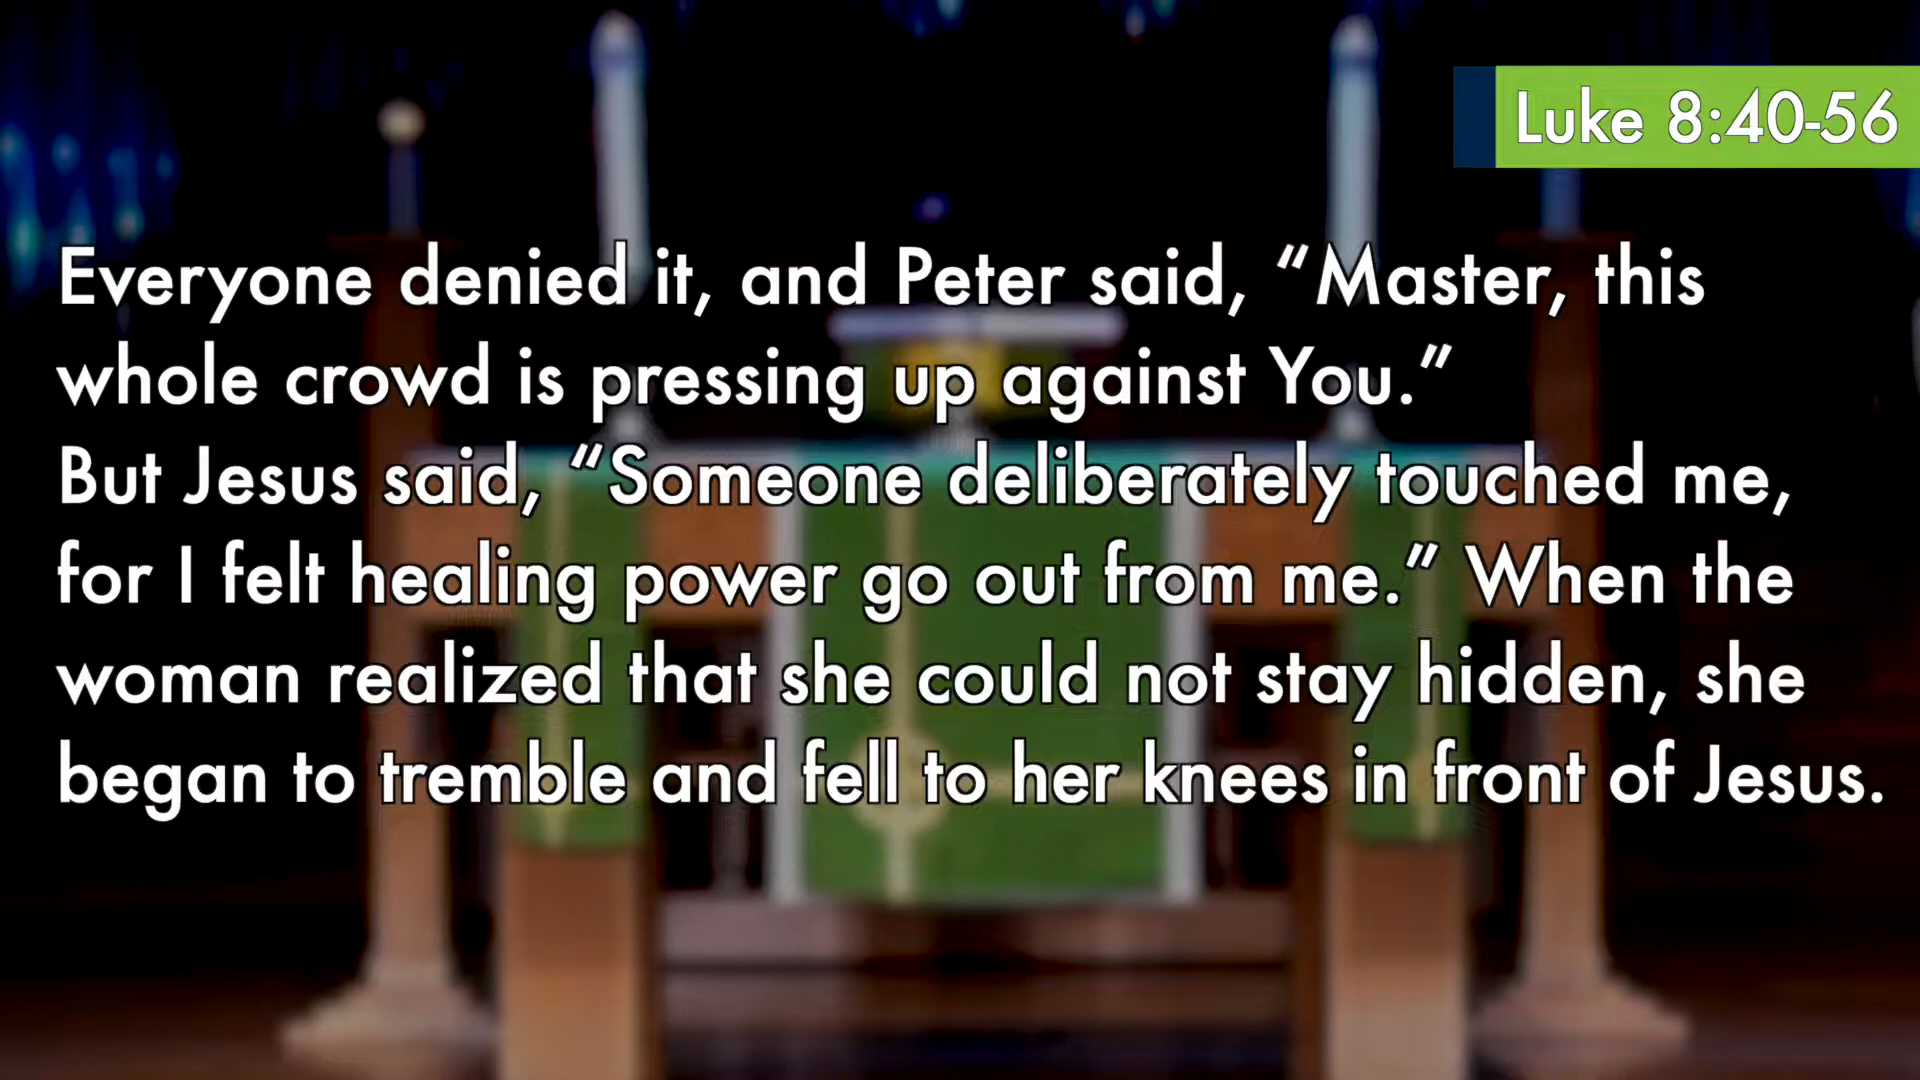 Luke 8:40-56
Everyone denied it, and Peter said, “Master, this
whole crowd is pressing up against You.”
But Jesus said, “Someone deliberately touched me,
for I felt healing power go out from me.” When the
woman realized that she could not stay hidden, she
began to tremble and fell to her knees in front of Jesus.